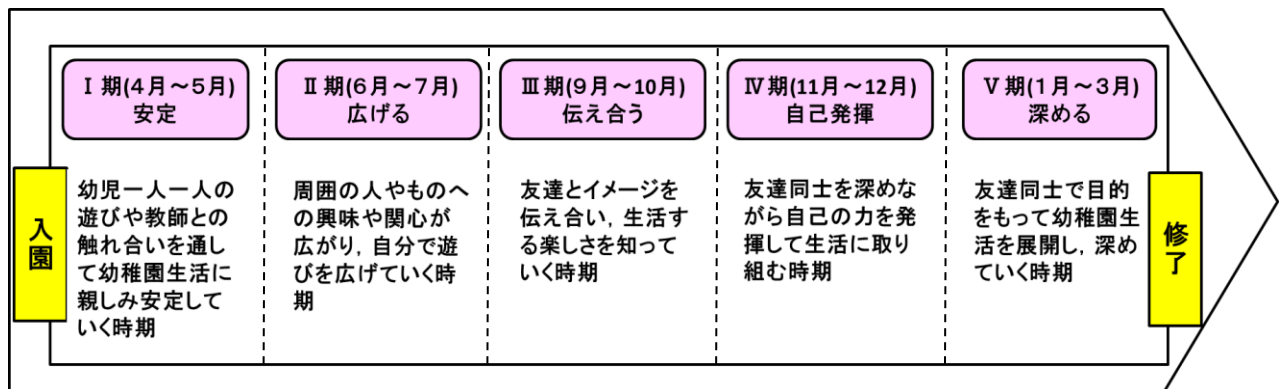 入園
Ⅰ期(４月～５月)
安定
幼児一人一人の
遊びや教師との
触れ合いを通し
て幼稚園生活に
親しみ安定して
いく時期
Ⅱ期(６月～７月)
広げる
周囲の人やものへ
の興味や関心が
広がり，自分で遊
びを広げていく時
期
Ⅲ期(９月～10月)
伝え合う
友達とイメージを
伝え合い，生活す
る楽しさを知って
いく時期
Ⅳ期(11月～12月)
自己発揮
友達同士を深めな
がら自己の力を発
揮して生活に取り
組む時期
Ⅴ期(１月～３月)
深める
友達同士で目的
をもって幼稚園生
活を展開し，深め
ていく時期
修了